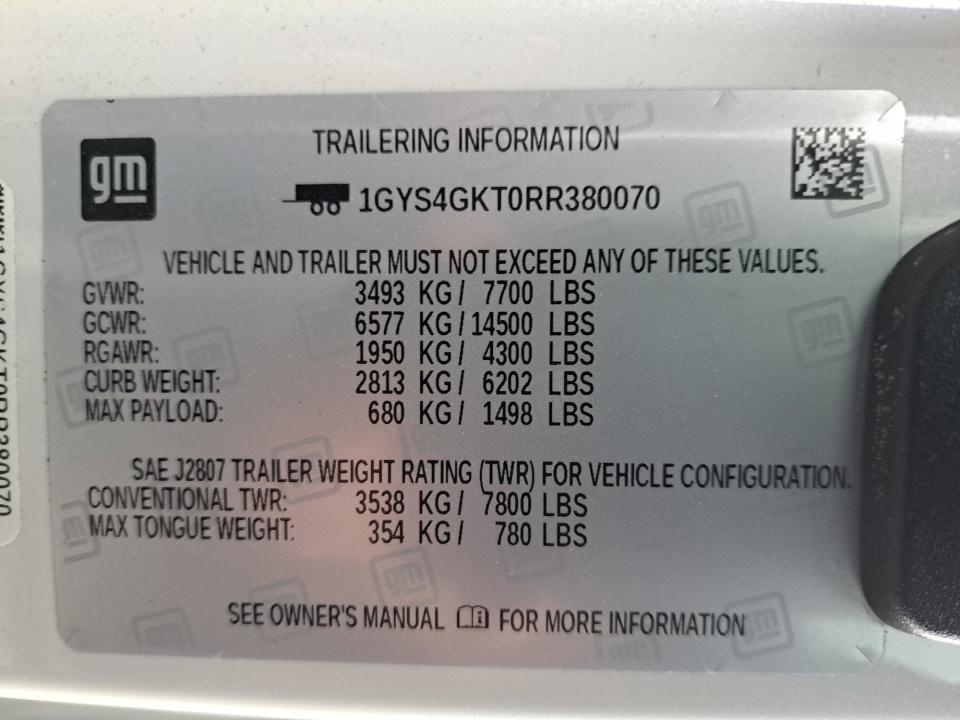 gm
TRAILERING INFORMATION
1GYS4GKT0RR380070
VEHICLE AND TRAILER MUST NOT EXCEED ANY OF THESE VALUES.
GVWR: 3493 KG / 7700 LBS
GCWR: 6577 KG / 14500 LBS
RGAWR: 1950 KG / 4300 LBS
CURB WEIGHT: 2813 KG / 6202 LBS
MAX PAYLOAD: 680 KG / 1498 LBS
SAE J2807 TRAILER WEIGHT RATING (TWR) FOR VEHICLE CONFIGURATION.
CONVENTIONAL TWR: 3538 KG / 7800 LBS
MAX TONGUE WEIGHT: 354 KG / 780 LBS
SEE OWNER'S MANUAL FOR MORE INFORMATION